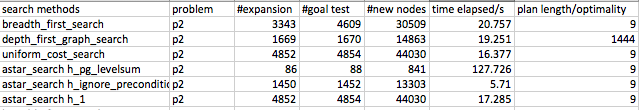 search methods problem #expansion #goal test #new nodes time elapsed/s plan length/optimality
breadth_first_search p2 3343 4609 30509 20.757 9
depth_first_graph_search p2 1669 1670 14863 19.251 1444
uniform_cost_search p2 4852 4854 44030 16.377 9
astar_search h_pg_levelsum p2 86 88 841 127.726 9
astar_search h_ignore_preconditio p2 1450 1452 13303 5.71 9
astar_search h_1 p2 4852 4854 44030 17.285 9